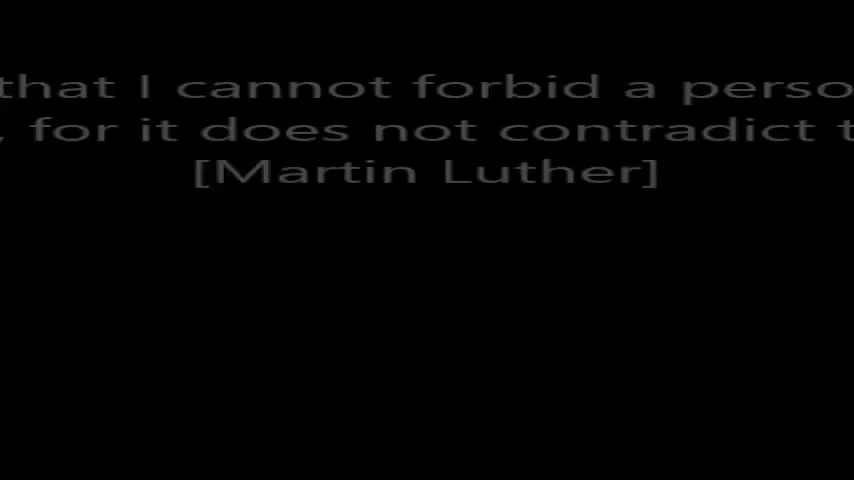 that I cannot forbid a perso
, for it does not contradict t
[Martin Luther]